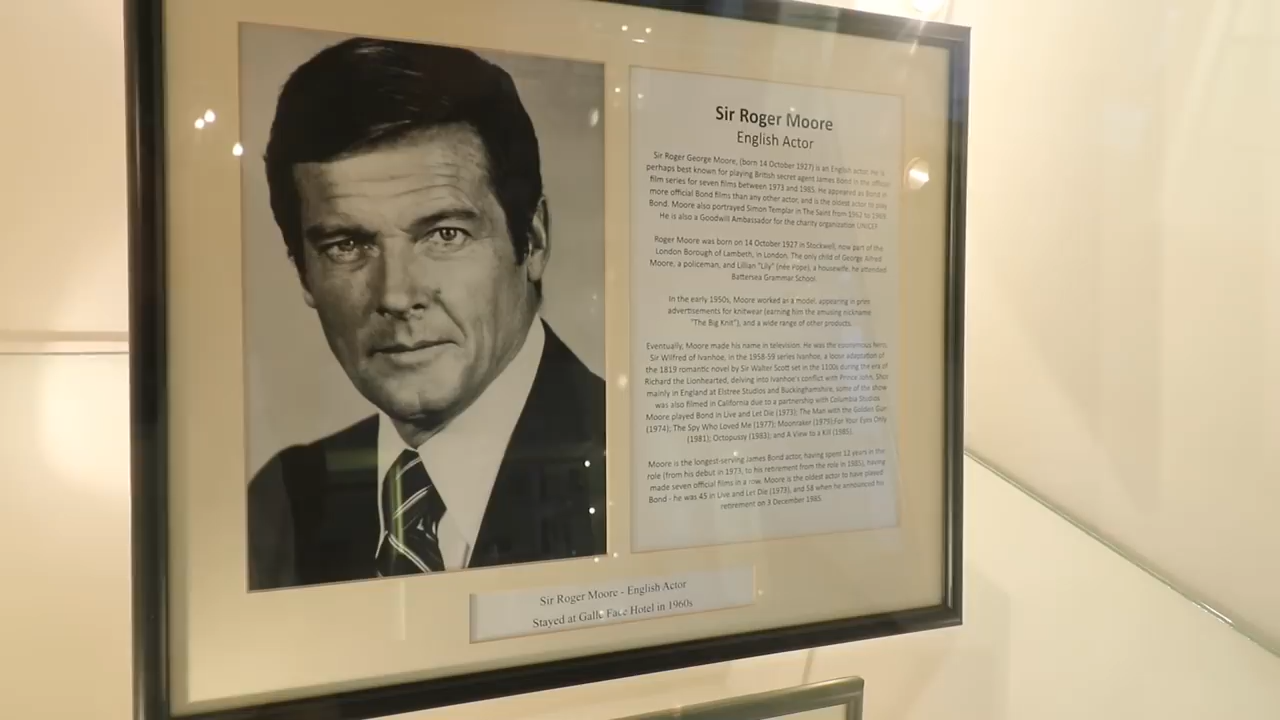 Sir Roger Moore
English Actor
Sir Roger George Moore, (born 14 October 1927) is an English actor. He is
perhaps best known for playing British secret agent James Bond in the official
film series for seven films between 1973 and 1985. He appeared as Bond in
more official Bond films than any other actor, and is the oldest actor to play
Bond. Moore also portrayed Simon Templar in The Saint from 1962 to 1969.
He is also a Goodwill Ambassador for the charity organization UNICEF.
Roger Moore was born on 14 October 1927 in Stockwell, now part of the
London Borough of Lambeth, in London. The only child of George Alfred
Moore, a policeman, and Lillian "Lily" (née Pope), a housewife, he attended
Battersea Grammar School.
In the early 1950s, Moore worked as a model, appearing in print
advertisements for knitwear (earning him the amusing nickname
"The Big Knit"), and a wide range of other products.
Eventually, Moore made his name in television. He was the eponymous hero,
Sir Wilfred of Ivanhoe, in the 1958-59 series Ivanhoe, a loose adaptation of
the 1819 romantic novel by Sir Walter Scott set in the 1100s during the era of
Richard the Lionhearted, delving into Ivanhoe's conflict with Prince John. Shot
mainly in England at Elstree Studios and Buckinghamshire, some of the show
was also filmed in California due to a partnership with Columbia Studios.
Moore played Bond in Live and Let Die (1973); The Man with the Golden Gun
(1974); The Spy Who Loved Me (1977); Moonraker (1979);For Your Eyes Only
(1981); Octopussy (1983); and A View to a Kill (1985).
Moore is the longest-serving James Bond actor, having spent 12 years in the
role (from his debut in 1973, to his retirement from the role in 1985), having
made seven official films in a row. Moore is the oldest actor to have played
Bond - he was 45 in Live and Let Die (1973), and 58 when he announced his
retirement on 3 December 1985.
Sir Roger Moore - English Actor
Stayed at Galle Face Hotel in 1960s